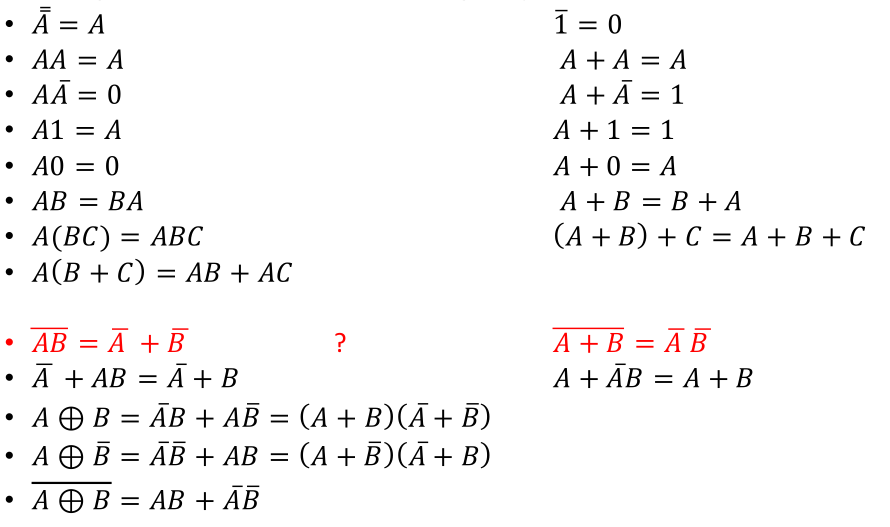 • Ā̿ = A 1̅ = 0
• AA = A A + A = A
• AĀ = 0 A + Ā = 1
• A1 = A A + 1 = 1
• A0 = 0 A + 0 = A
• AB = BA A + B = B + A
• A(BC) = ABC (A + B) + C = A + B + C
• A(B + C) = AB + AC
• A̅B̅ = Ā + B̅ ? A̅ ̅+̅ ̅B̅ = Ā B̅
• Ā + AB = Ā + B A + ĀB = A + B
• A ⊕ B = ĀB + AB̅ = (A + B)(Ā + B̅)
• A ⊕ B̅ = ĀB̅ + AB = (A + B̅)(Ā + B)
• A̅ ̅⊕̅ ̅B̅ = AB + ĀB̅